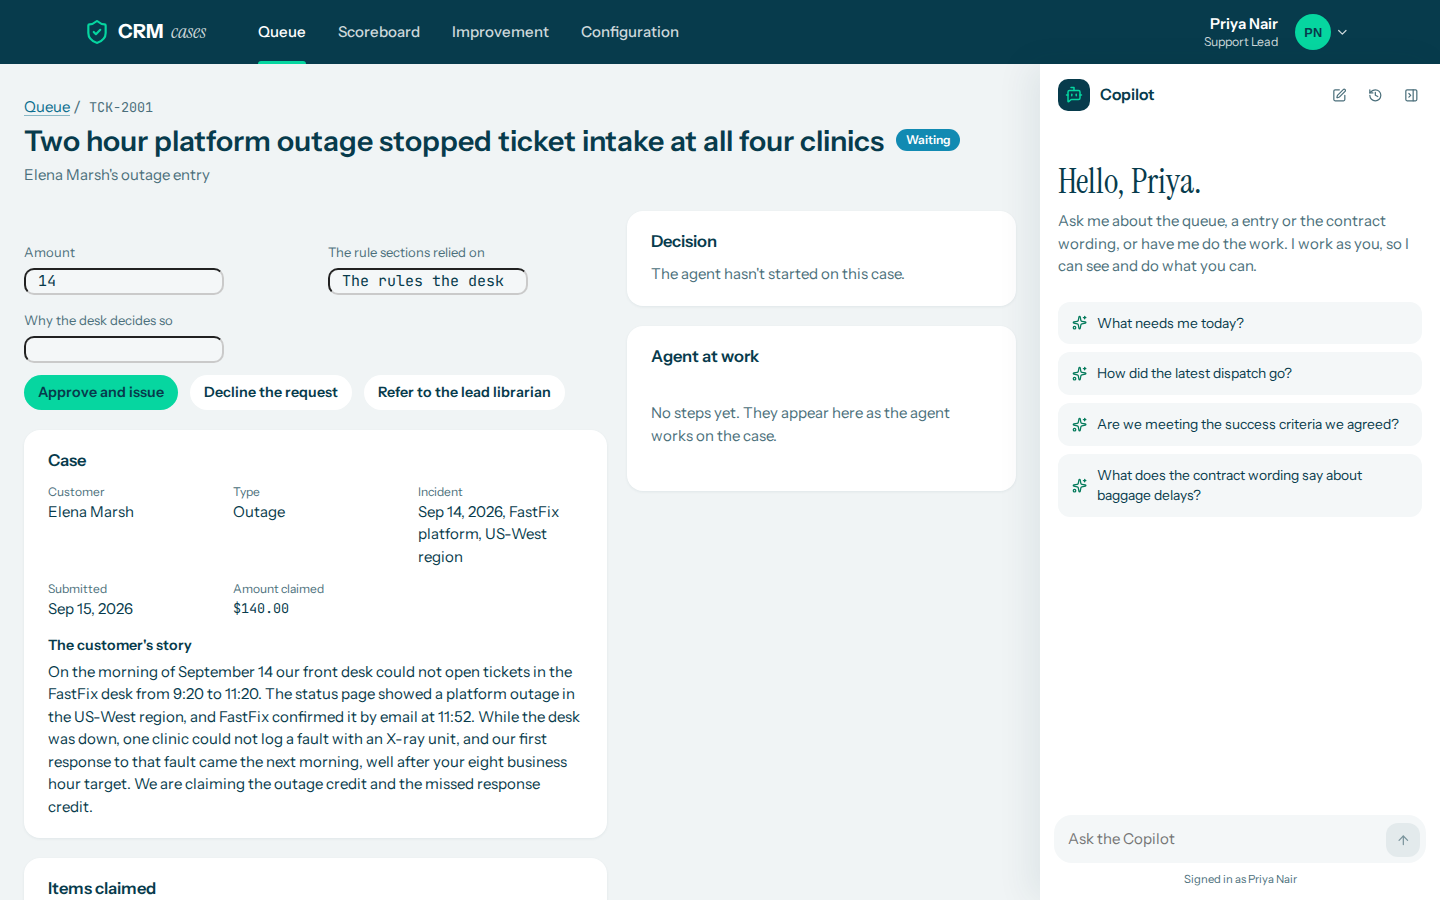 CRM cases
Queue
Scoreboard
Improvement
Configuration
Priya Nair
Support Lead
PN
Queue / TCK-2001
Two hour platform outage stopped ticket intake at all four clinics
Waiting
Elena Marsh's outage entry
Amount
14
The rule sections relied on
The rules the desk
Why the desk decides so
Approve and issue
Decline the request
Refer to the lead librarian
Case
Customer
Elena Marsh
Type
Outage
Incident
Sep 14, 2026, FastFix
platform, US-West
region
Submitted
Sep 15, 2026
Amount claimed
$140.00
The customer's story
On the morning of September 14 our front desk could not open tickets in the
FastFix desk from 9:20 to 11:20. The status page showed a platform outage in
the US-West region, and FastFix confirmed it by email at 11:52. While the desk
was down, one clinic could not log a fault with an X-ray unit, and our first
response to that fault came the next morning, well after your eight business
hour target. We are claiming the outage credit and the missed response
credit.
Items claimed
Decision
The agent hasn't started on this case.
Agent at work
No steps yet. They appear here as the agent
works on the case.
Copilot
Hello, Priya.
Ask me about the queue, a entry or the contract
wording, or have me do the work. I work as you, so I
can see and do what you can.
What needs me today?
How did the latest dispatch go?
Are we meeting the success criteria we agreed?
What does the contract wording say about
baggage delays?
Ask the Copilot
Signed in as Priya Nair